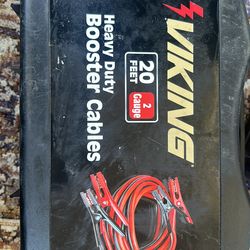 VIKING
20
FEET
2
Gauge
Heavy Duty
Booster Cables